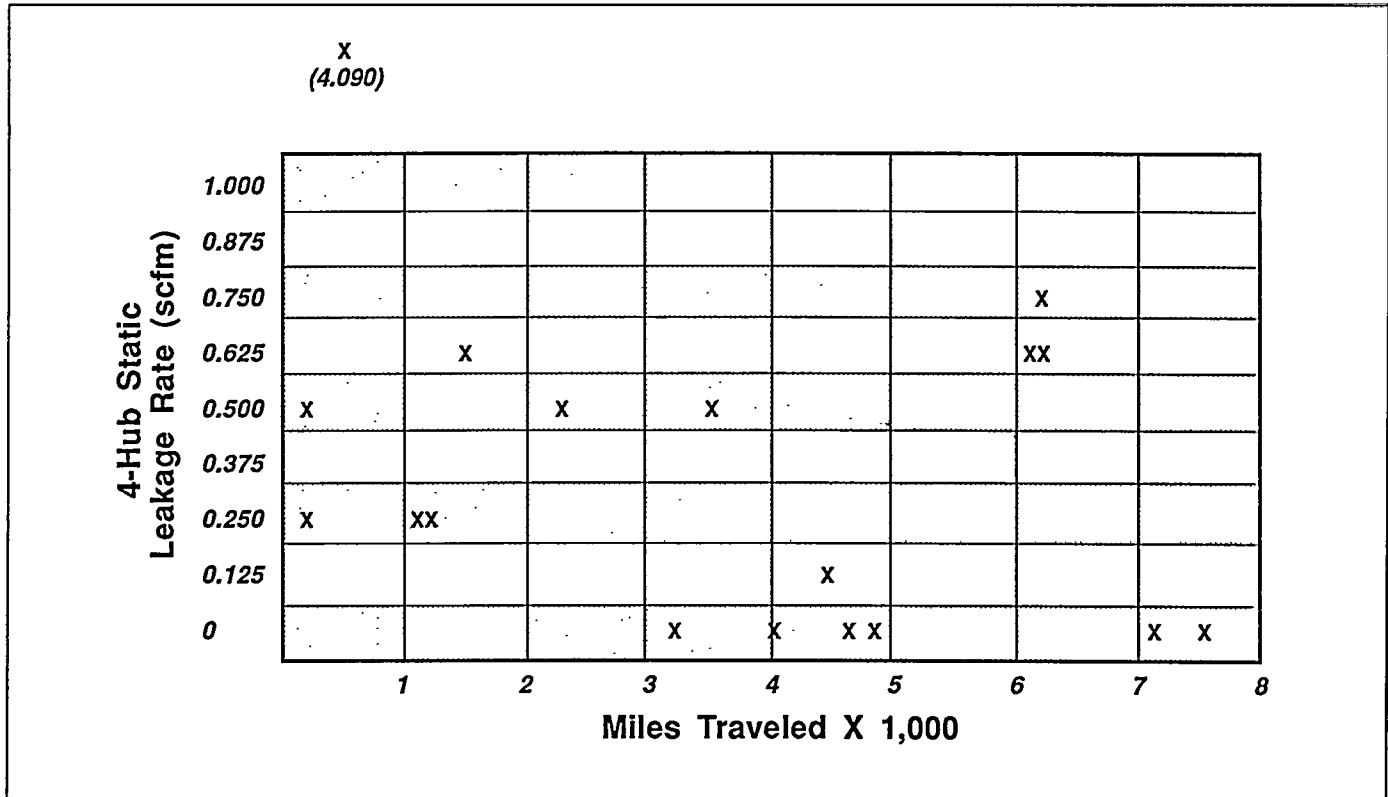 X
(4.090)
4-Hub Static
Leakage Rate (scfm)
1.000
0.875
0.750 X
0.625 X XX
0.500 X X X
0.375
0.250 X XX
0.125 X
0 X X X X X X
1 2 3 4 5 6 7 8
Miles Traveled X 1,000